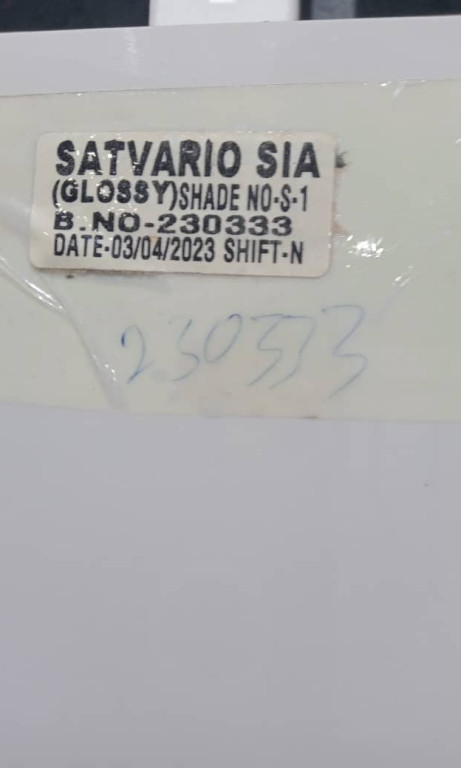 SATVARIO SIA
(GLOSSY)SHADE NO-S-1
B.NO-230333
DATE-03/04/2023 SHIFT-N
230333